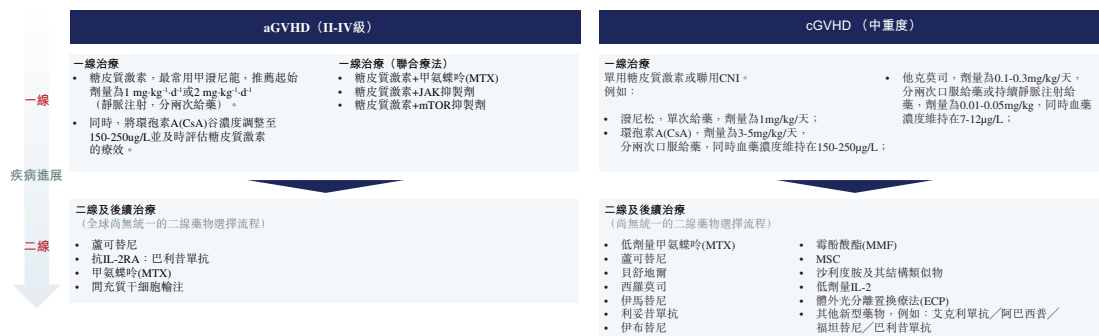 aGVHD（II-IV級）
一線治療
• 糖皮質激素，最常用甲潑尼龍，推薦起始
劑量為1 mg·kg⁻¹·d⁻¹或2 mg·kg⁻¹·d⁻¹
（靜脈注射，分兩次給藥）。
• 同時，將環孢素A(CsA)谷濃度調整至
150-250ug/L並及時評估糖皮質激素
的療效。
一線治療（聯合療法）
• 糖皮質激素+甲氨蝶呤(MTX)
• 糖皮質激素+JAK抑製劑
• 糖皮質激素+mTOR抑製劑
cGVHD （中重度）
一線治療
單用糖皮質激素或聯用CNI。
例如：
• 潑尼松，單次給藥，劑量為1mg/kg/天；
• 環孢素A(CsA)，劑量為3-5mg/kg/天，
分兩次口服給藥，同時血藥濃度維持在150-250μg/L；
• 他克莫司，劑量為0.1-0.3mg/kg/天，
分兩次口服給藥或持續靜脈注射給
藥，劑量為0.01-0.05mg/kg，同時血藥
濃度維持在7-12μg/L；
一線
疾病進展
二線
二線及後續治療
（全球尚無統一的二線藥物選擇流程）
• 蘆可替尼
• 抗IL-2RA：巴利昔單抗
• 甲氨蝶呤(MTX)
• 間充質干細胞輸注
二線及後續治療
（尚無統一的二線藥物選擇流程）
• 低劑量甲氨蝶呤(MTX)
• 蘆可替尼
• 貝舒地爾
• 西羅莫司
• 伊馬替尼
• 利妥昔單抗
• 伊布替尼
• 霉酚酸酯(MMF)
• MSC
• 沙利度胺及其結構類似物
• 低劑量IL-2
• 體外光分離置換療法(ECP)
• 其他新型藥物，例如：艾克利單抗／阿巴西普／
福坦替尼／巴利昔單抗